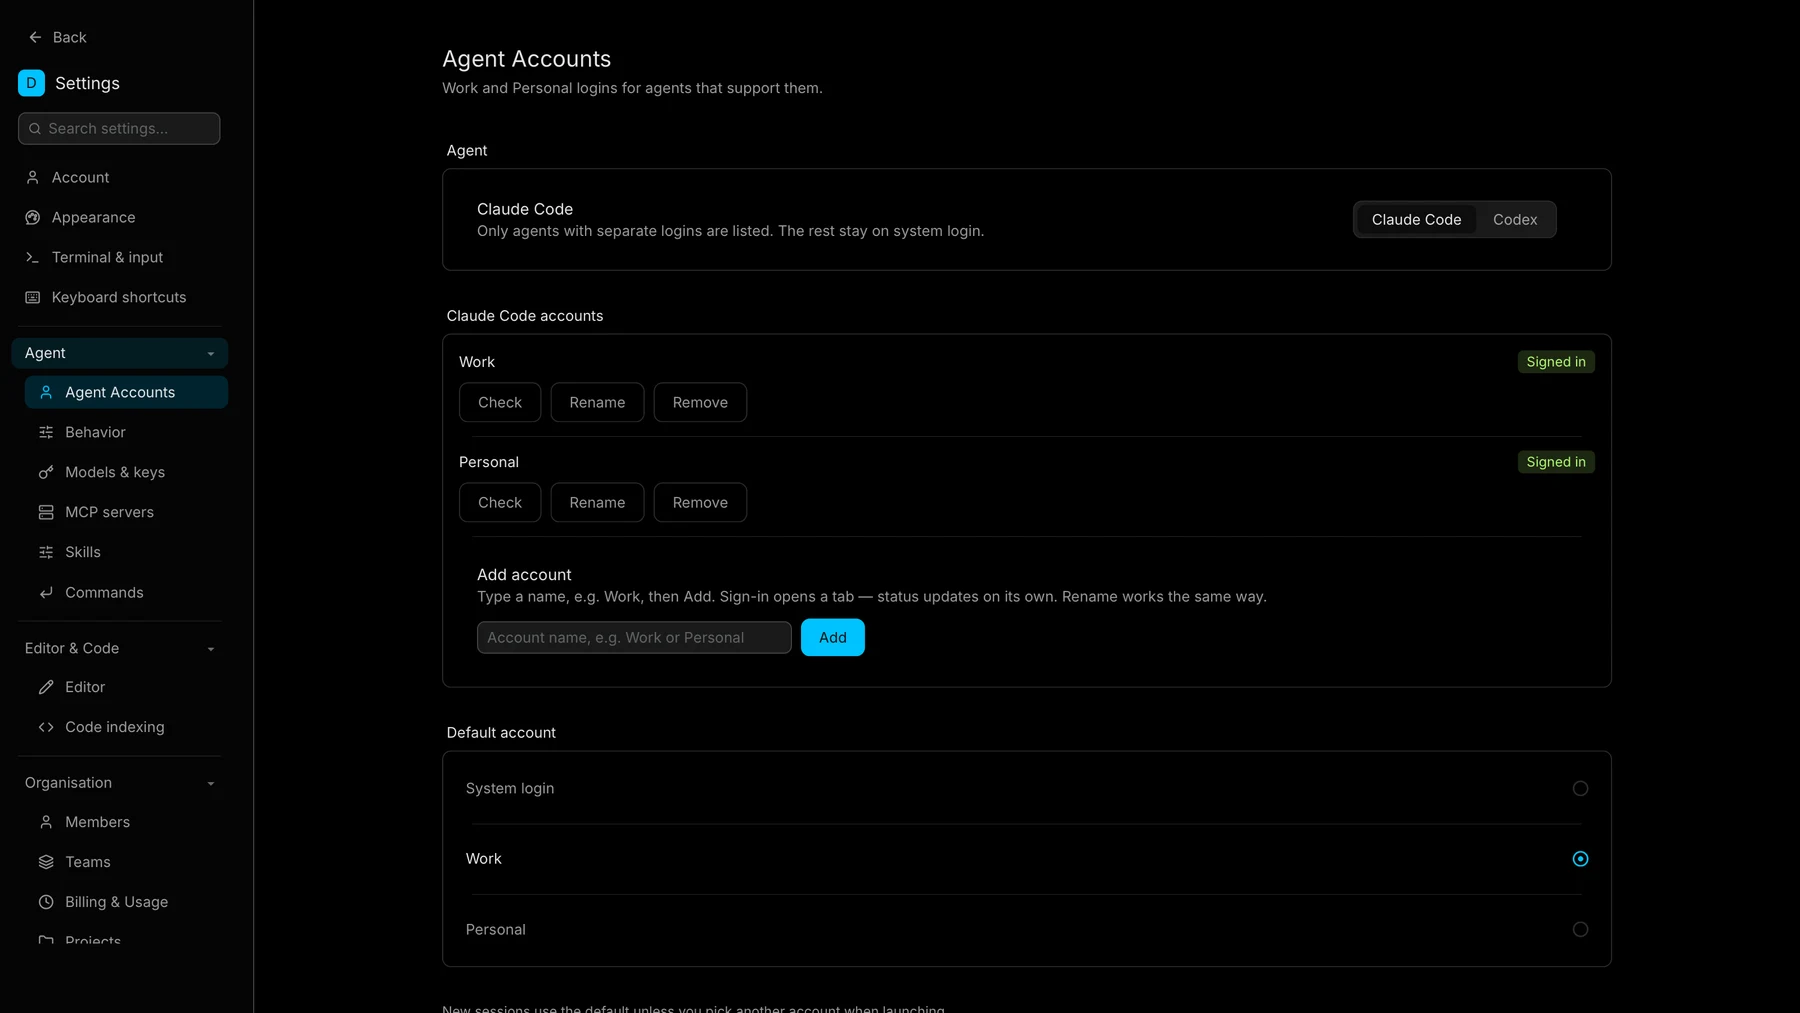 Back
D Settings
Search settings...
Account
Appearance
Terminal & input
Keyboard shortcuts
Agent
Agent Accounts
Behavior
Models & keys
MCP servers
Skills
Commands
Editor & Code
Editor
Code indexing
Organisation
Members
Teams
Billing & Usage
Projects
Agent Accounts
Work and Personal logins for agents that support them.
Agent
Claude Code
Only agents with separate logins are listed. The rest stay on system login.
Claude Code Codex
Claude Code accounts
Work Signed in
Check Rename Remove
Personal Signed in
Check Rename Remove
Add account
Type a name, e.g. Work, then Add. Sign-in opens a tab — status updates on its own. Rename works the same way.
Account name, e.g. Work or Personal Add
Default account
System login
Work
Personal
New sessions use the default unless you pick another account when launching.